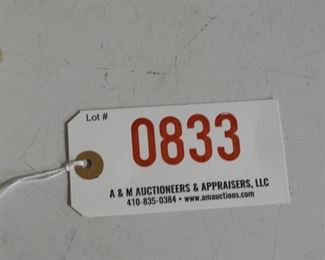 Lot #
0833
A & M AUCTIONEERS & APPRAISERS, LLC
410-835-0384 • www.amauctions.com